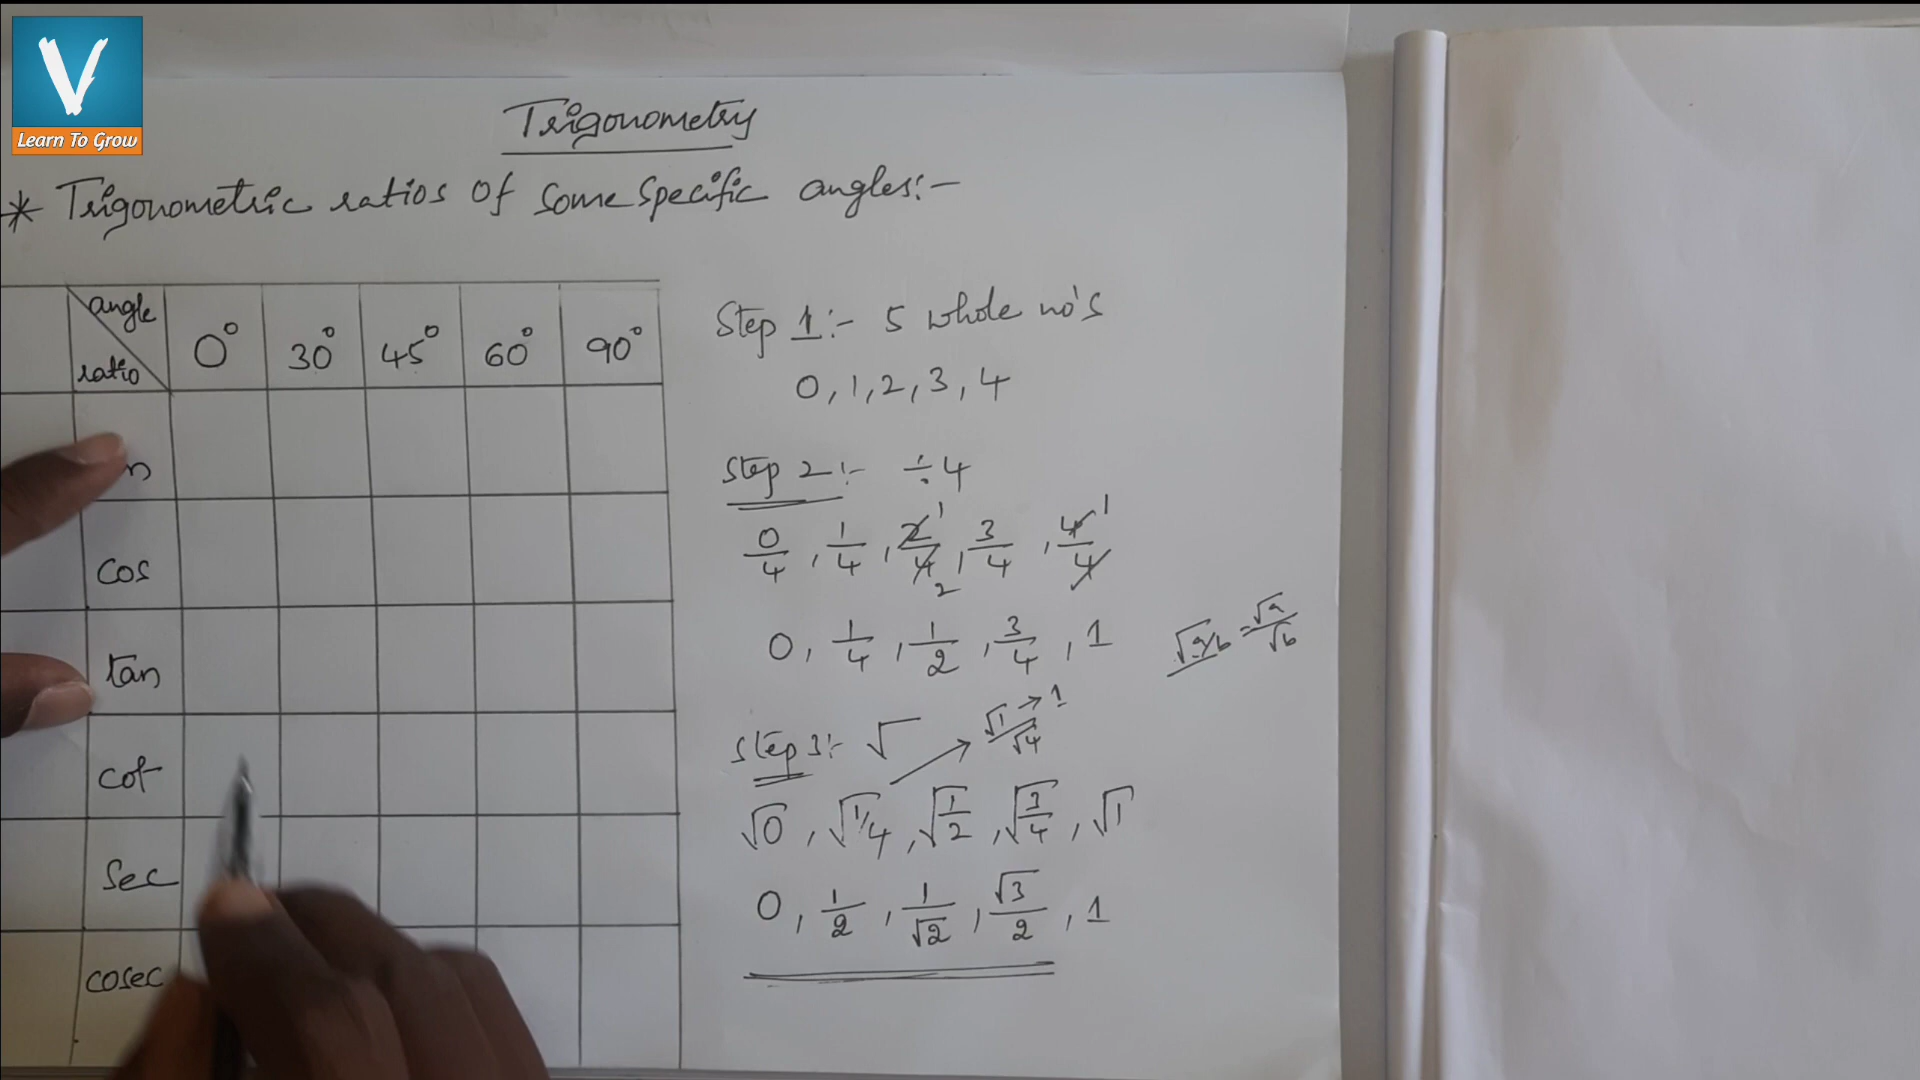 V
Learn To Grow
Trigonometry
* Trigonometric ratios of some specific angles:-
angle
ratio
0° 30° 45° 60° 90°
n
cos
tan
cot
Sec
cosec
Step 1:- 5 whole no's
0, 1, 2, 3, 4
Step 2:- ÷4
0/4, 1/4, 2/4 1 2, 3/4, 4/4 1
0, 1/4, 1/2, 3/4, 1
√a/b = √a/√b
Step 3:- √
√1/√4 → 1
√0, √1/4, √1/2, √3/4, √1
0, 1/2, 1/√2, √3/2, 1